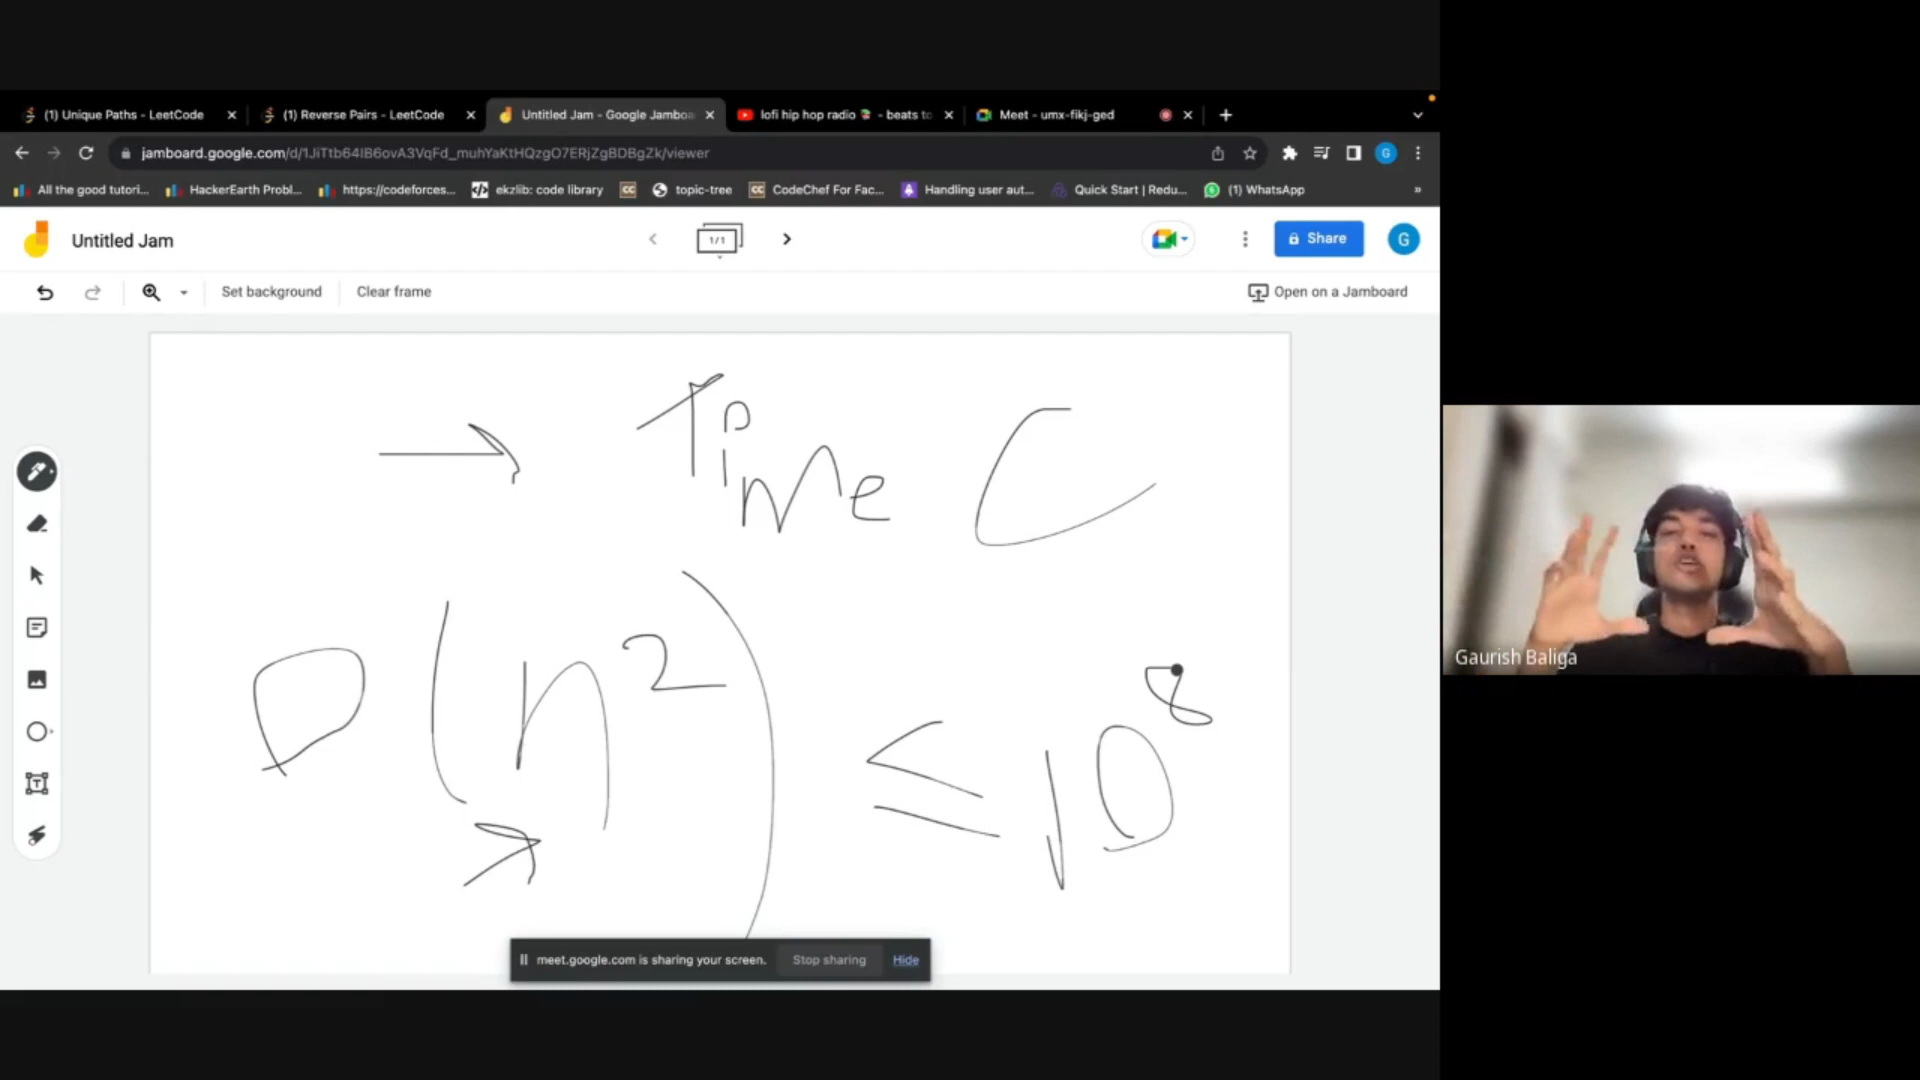 (1) Unique Paths - LeetCode
(1) Reverse Pairs - LeetCode
Untitled Jam - Google Jamboa
lofi hip hop radio - beats to
Meet - umx-fikj-ged
jamboard.google.com/d/1JiTtb64IB6ovA3VqFd_muhYaKtHQzgO7ERjZgBDBgZk/viewer
G
All the good tutori...
HackerEarth Probl...
https://codeforces...
ekzlib: code library
CC
topic-tree
CC
CodeChef For Fac...
Handling user aut...
Quick Start | Redu...
(1) WhatsApp
»
Untitled Jam
1/1
Share
G
Set background
Clear frame
Open on a Jamboard
→ Time C
O(n²) ≤ 10⁸
Gaurish Baliga
meet.google.com is sharing your screen.
Stop sharing
Hide